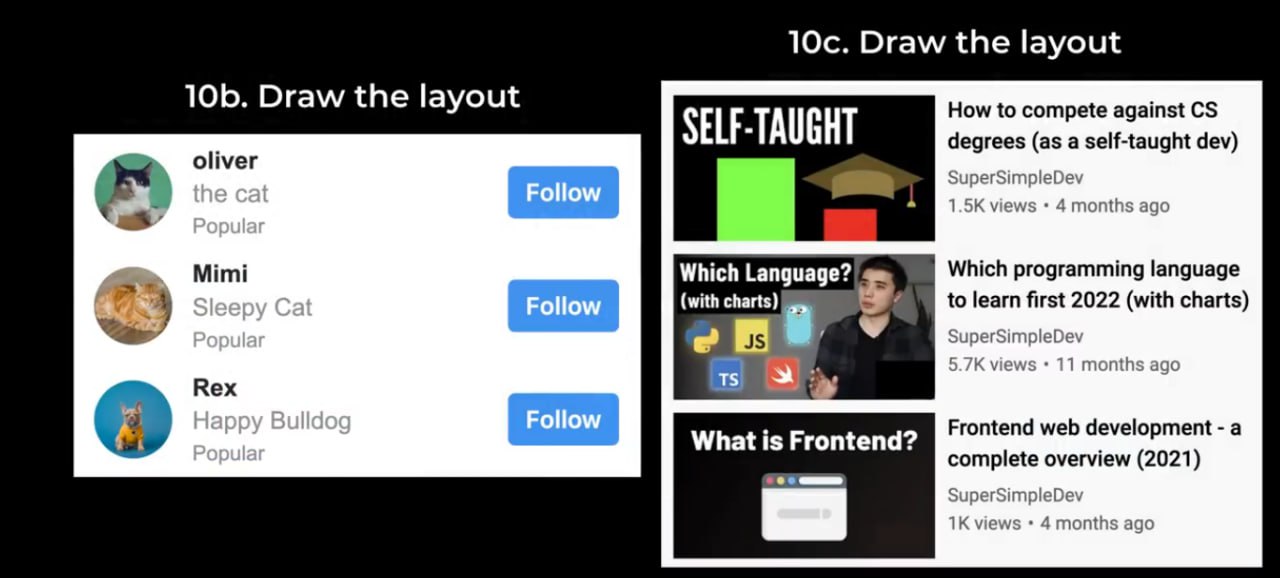 10b. Draw the layout
oliver
the cat
Popular
Follow
Mimi
Sleepy Cat
Popular
Follow
Rex
Happy Bulldog
Popular
Follow
10c. Draw the layout
SELF-TAUGHT
How to compete against CS
degrees (as a self-taught dev)
SuperSimpleDev
1.5K views • 4 months ago
Which Language?
(with charts)
JS
TS
Which programming language
to learn first 2022 (with charts)
SuperSimpleDev
5.7K views • 11 months ago
What is Frontend?
Frontend web development - a
complete overview (2021)
SuperSimpleDev
1K views • 4 months ago